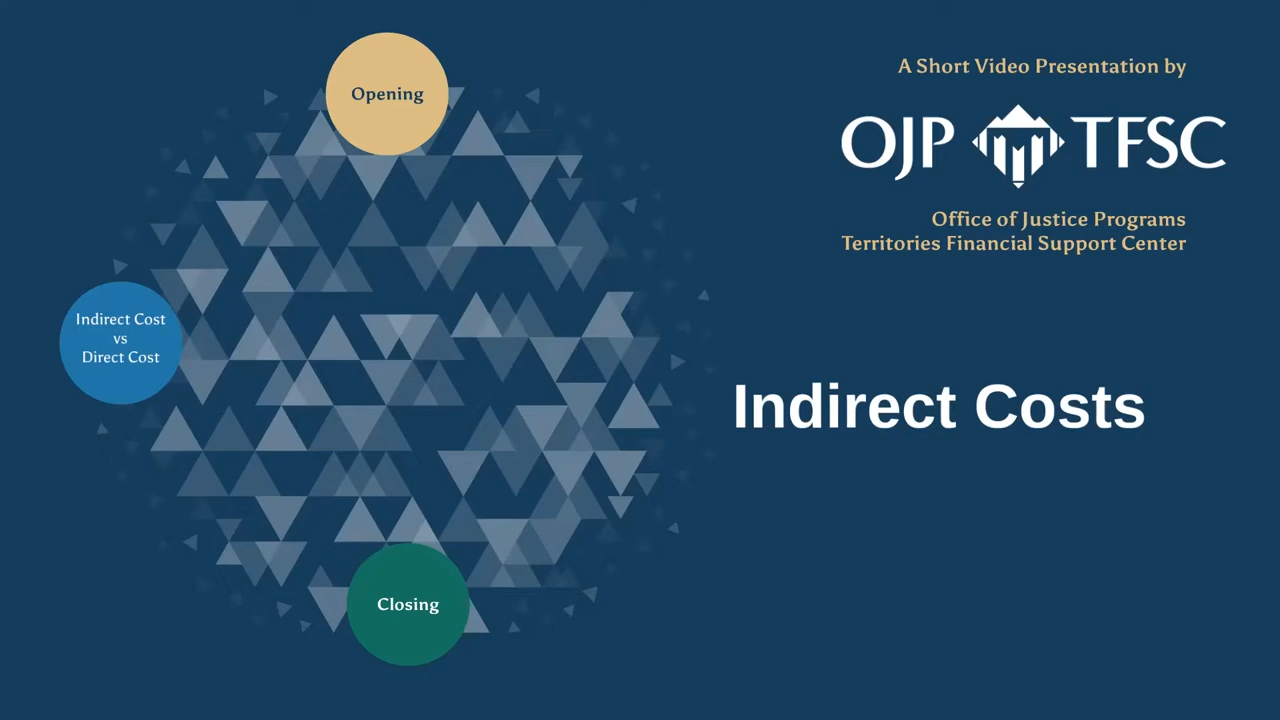 Opening
A Short Video Presentation by
OJP TFSC
Office of Justice Programs
Territories Financial Support Center
Indirect Cost
vs
Direct Cost
Indirect Costs
Closing